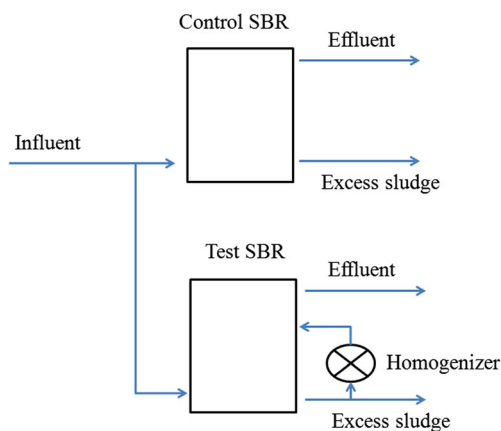 Control SBR
Effluent
Influent
Excess sludge
Test SBR
Effluent
Homogenizer
Excess sludge